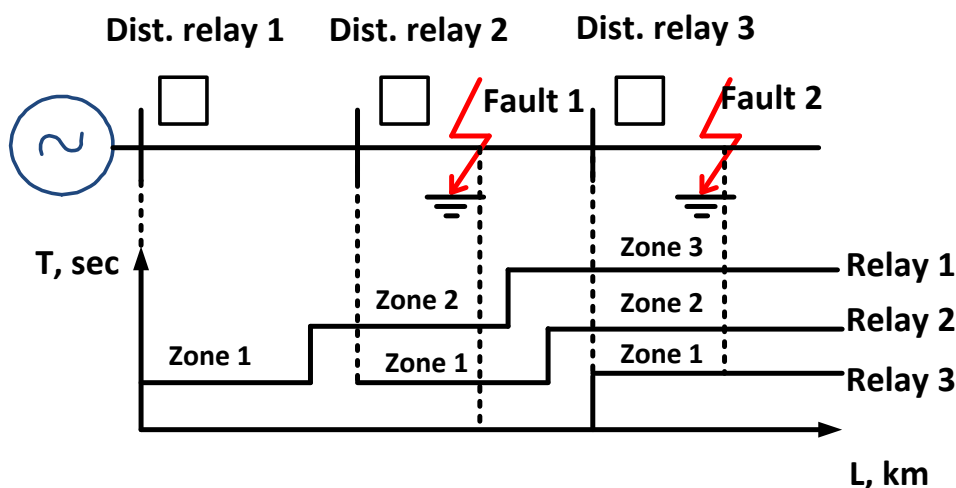 Dist. relay 1
Dist. relay 2
Dist. relay 3
Fault 1
Fault 2
T, sec
Zone 3
Relay 1
Zone 2
Zone 2
Relay 2
Zone 1
Zone 1
Zone 1
Relay 3
L, km